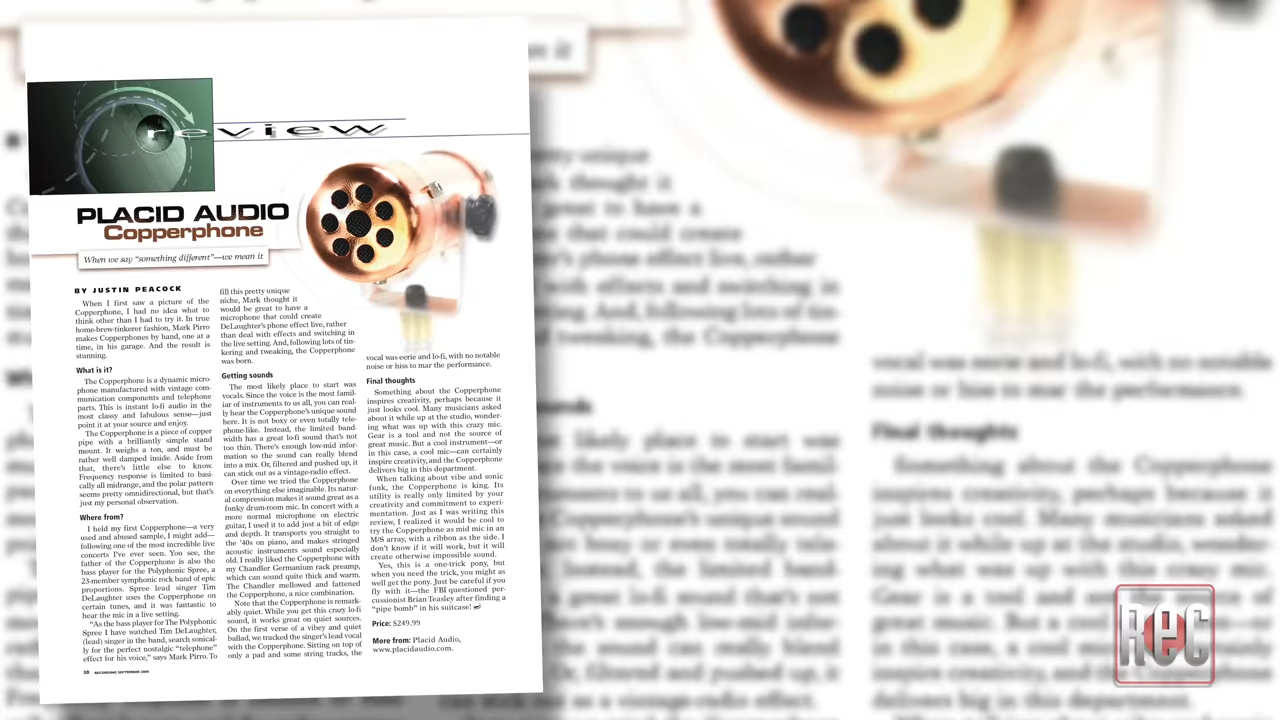 review
PLACID AUDIO
Copperphone
When we say "something different"—we mean it
BY JUSTIN PEACOCK
When I first saw a picture of the
Copperphone, I had no idea what to
think other than I had to try it. In true
home-brew-tinkerer fashion, Mark Pirro
makes Copperphones by hand, one at a
time, in his garage. And the result is
stunning.
What is it?
The Copperphone is a dynamic micro-
phone manufactured with vintage com-
munication components and telephone
parts. This is instant lo-fi audio in the
most classy and fabulous sense—just
point it at your source and enjoy.
The Copperphone is a piece of copper
pipe with a brilliantly simple stand
mount. It weighs a ton, and must be
rather well damped inside. Aside from
that, there's little else to know.
Frequency response is limited to basi-
cally all midrange, and the polar pattern
seems pretty omnidirectional, but that's
just my personal observation.
Where from?
I held my first Copperphone—a very
used and abused sample, I might add—
following one of the most incredible live
concerts I've ever seen. You see, the
father of the Copperphone is also the
bass player for the Polyphonic Spree, a
23-member symphonic rock band of epic
proportions. Spree lead singer Tim
DeLaughter uses the Copperphone on
certain tunes, and it was fantastic to
hear the mic in a live setting.
"As the bass player for The Polyphonic
Spree I have watched Tim DeLaughter,
(lead) singer in the band, search sonical-
ly for the perfect nostalgic "telephone"
effect for his voice," says Mark Pirro. To
fill this pretty unique
niche, Mark thought it
would be great to have a
microphone that could create
DeLaughter's phone effect live, rather
than deal with effects and switching in
the live setting. And, following lots of tin-
kering and tweaking, the Copperphone
was born.
Getting sounds
The most likely place to start was
vocals. Since the voice is the most famil-
iar of instruments to us all, you can real-
ly hear the Copperphone's unique sound
here. It is not boxy or even totally tele-
phone-like. Instead, the limited band-
width has a great lo-fi sound that's not
too thin. There's enough low-mid infor-
mation so the sound can really blend
into a mix. Or, filtered and pushed up, it
can stick out as a vintage-radio effect.
Over time we tried the Copperphone
on everything else imaginable. Its natur-
al compression makes it sound great as a
funky drum-room mic. In concert with a
more normal microphone on electric
guitar, I used it to add just a bit of edge
and depth. It transports you straight to
the '40s on piano, and makes stringed
acoustic instruments sound especially
old. I really liked the Copperphone with
my Chandler Germanium rack preamp,
which can sound quite thick and warm.
The Chandler mellowed and fattened
the Copperphone, a nice combination.
Note that the Copperphone is remark-
ably quiet. While you get this crazy lo-fi
sound, it works great on quiet sources.
On the first verse of a vibey and quiet
ballad, we tracked the singer's lead vocal
with the Copperphone. Sitting on top of
only a pad and some string tracks, the
vocal was eerie and lo-fi, with no notable
noise or hiss to mar the performance.
Final thoughts
Something about the Copperphone
inspires creativity, perhaps because it
just looks cool. Many musicians asked
about it while up at the studio, wonder-
ing what was up with this crazy mic.
Gear is a tool and not the source of
great music. But a cool instrument—or
in this case, a cool mic—can certainly
inspire creativity, and the Copperphone
delivers big in this department.
When talking about vibe and sonic
funk, the Copperphone is king. Its
utility is really only limited by your
creativity and commitment to experi-
mentation. Just as I was writing this
review, I realized it would be cool to
try the Copperphone as mid mic in an
M/S array, with a ribbon as the side. I
don't know if it will work, but it will
create otherwise impossible sound.
Yes, this is a one-trick pony, but
when you need the trick, you might as
well get the pony. Just be careful if you
fly with it—the FBI questioned per-
cussionist Brian Teasley after finding a
"pipe bomb" in his suitcase!
Price: $249.99
More from: Placid Audio,
www.placidaudio.com.
30 RECORDING SEPTEMBER
Rec